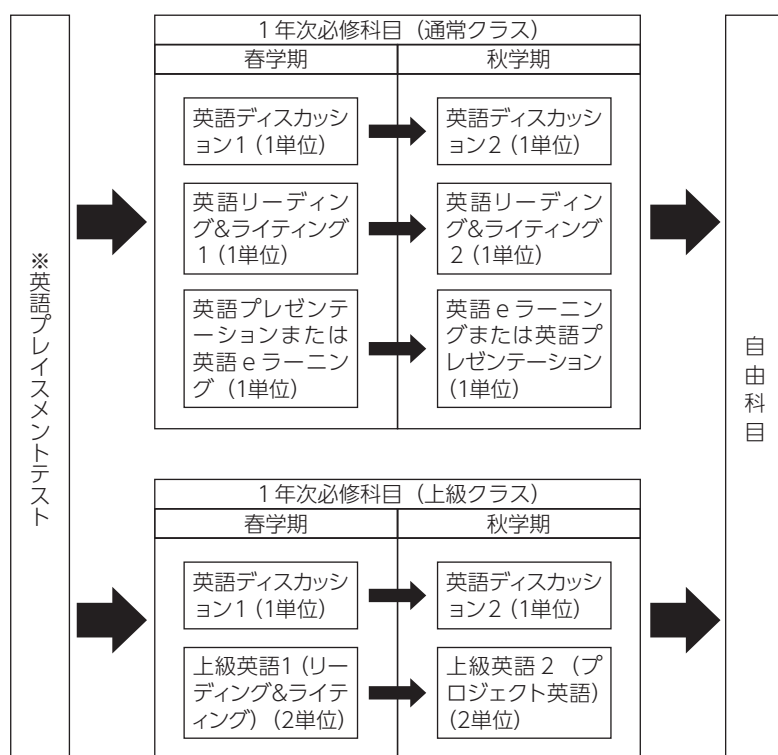 ※英語プレイスメントテスト
1年次必修科目（通常クラス）
春学期
秋学期
英語ディスカッシ
ョン1（1単位）
英語ディスカッシ
ョン2（1単位）
英語リーディン
グ&ライティング
1（1単位）
英語リーディン
グ&ライティング
2（1単位）
英語プレゼンテ
ーションまたは
英語eラーニン
グ（1単位）
英語eラーニン
グまたは英語プ
レゼンテーション
（1単位）
1年次必修科目（上級クラス）
春学期
秋学期
英語ディスカッシ
ョン1（1単位）
英語ディスカッシ
ョン2（1単位）
上級英語1（リー
ディング&ライテ
ィング）（2単位）
上級英語2（プ
ロジェクト英語）
（2単位）
自由科目